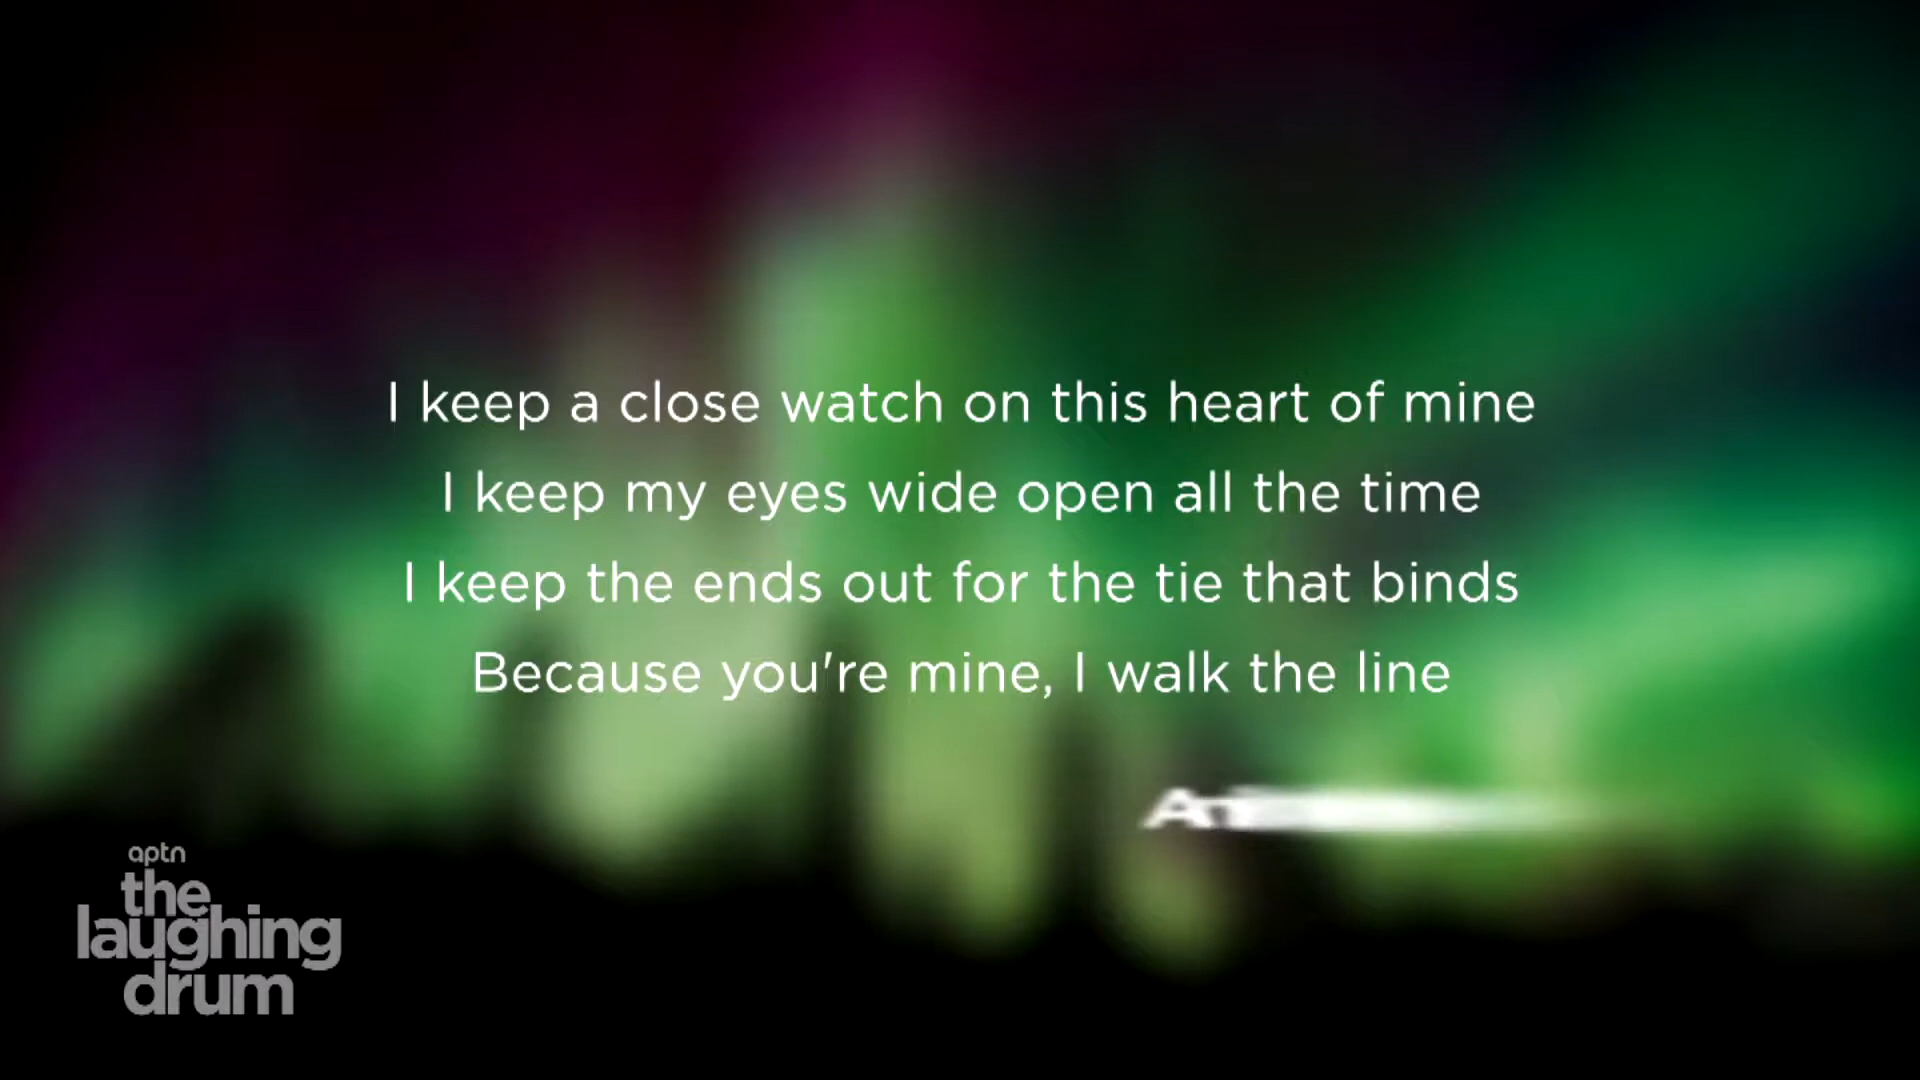 I keep a close watch on this heart of mine
I keep my eyes wide open all the time
I keep the ends out for the tie that binds
Because you're mine, I walk the line
aptn
the
laughing
drum